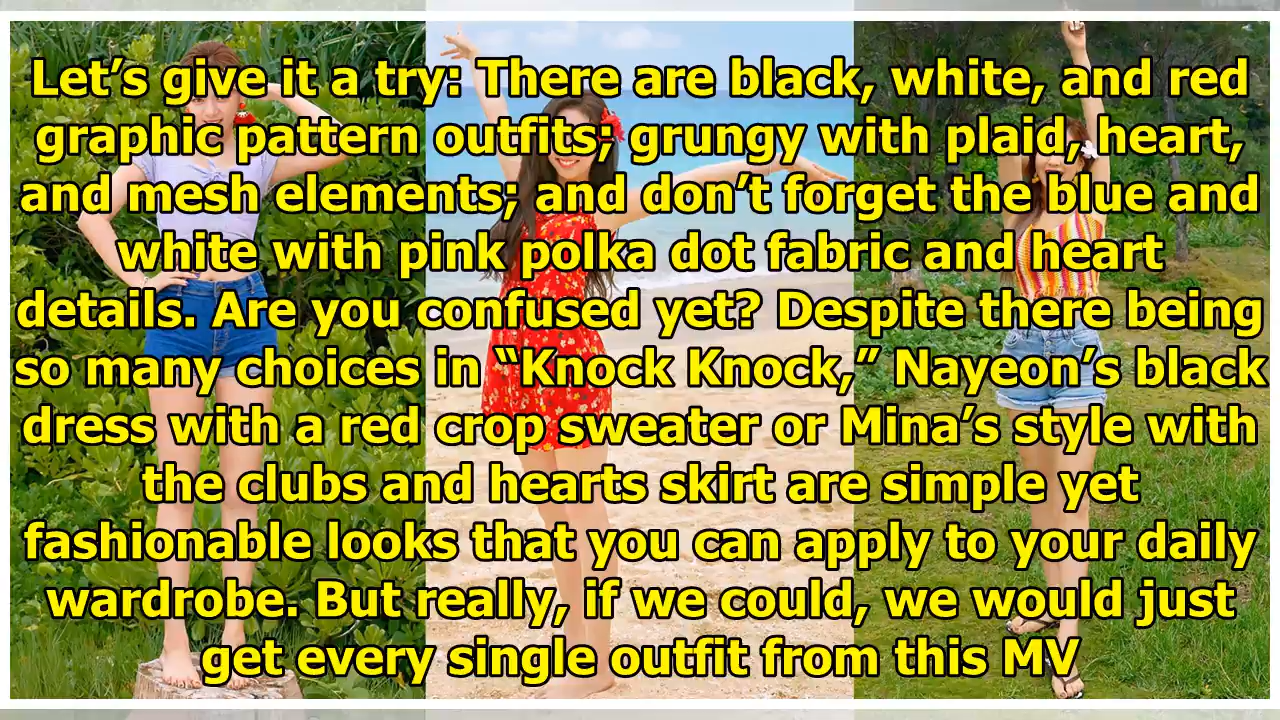 Let’s give it a try: There are black, white, and red
graphic pattern outfits; grungy with plaid, heart,
and mesh elements; and don’t forget the blue and
white with pink polka dot fabric and heart
details. Are you confused yet? Despite there being
so many choices in “Knock Knock,” Nayeon’s black
dress with a red crop sweater or Mina’s style with
the clubs and hearts skirt are simple yet
fashionable looks that you can apply to your daily
wardrobe. But really, if we could, we would just
get every single outfit from this MV